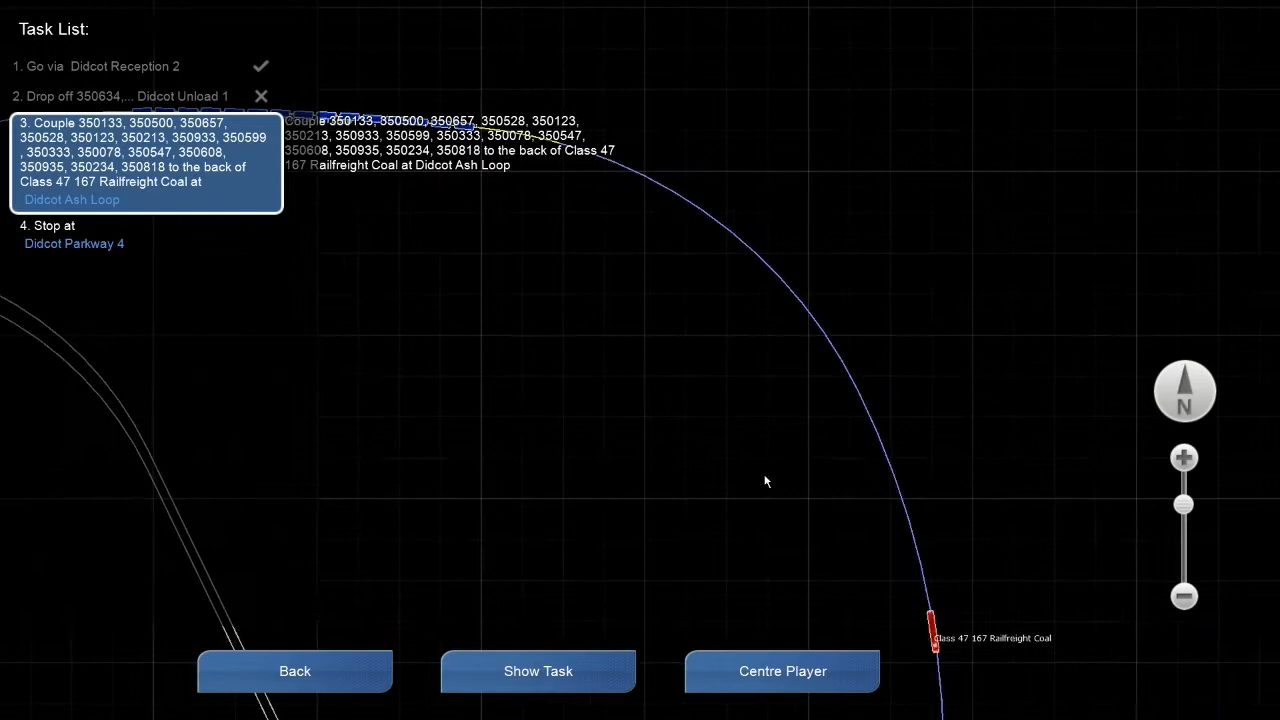 Task List:
1. Go via  Didcot Reception 2
2. Drop off 350634,... Didcot Unload 1
3. Couple 350133, 350500, 350657,
350528, 350123, 350213, 350933, 350599
, 350333, 350078, 350547, 350608,
350935, 350234, 350818 to the back of
Class 47 167 Railfreight Coal at
Didcot Ash Loop
4. Stop at
Didcot Parkway 4
Couple 350133, 350500, 350657, 350528, 350123,
350213, 350933, 350599, 350333, 350078, 350547,
350608, 350935, 350234, 350818 to the back of Class 47
167 Railfreight Coal at Didcot Ash Loop
N
Class 47 167 Railfreight Coal
Back
Show Task
Centre Player